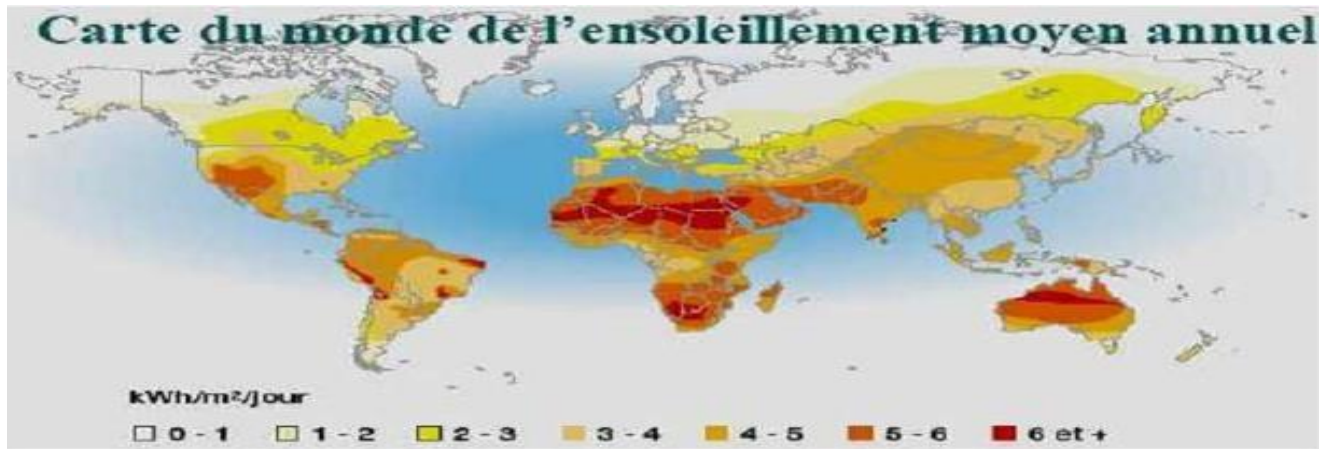 Carte du monde de l'ensoleillement moyen annuel
kWh/m²/jour
0 - 1 1 - 2 2 - 3 3 - 4 4 - 5 5 - 6 6 et +